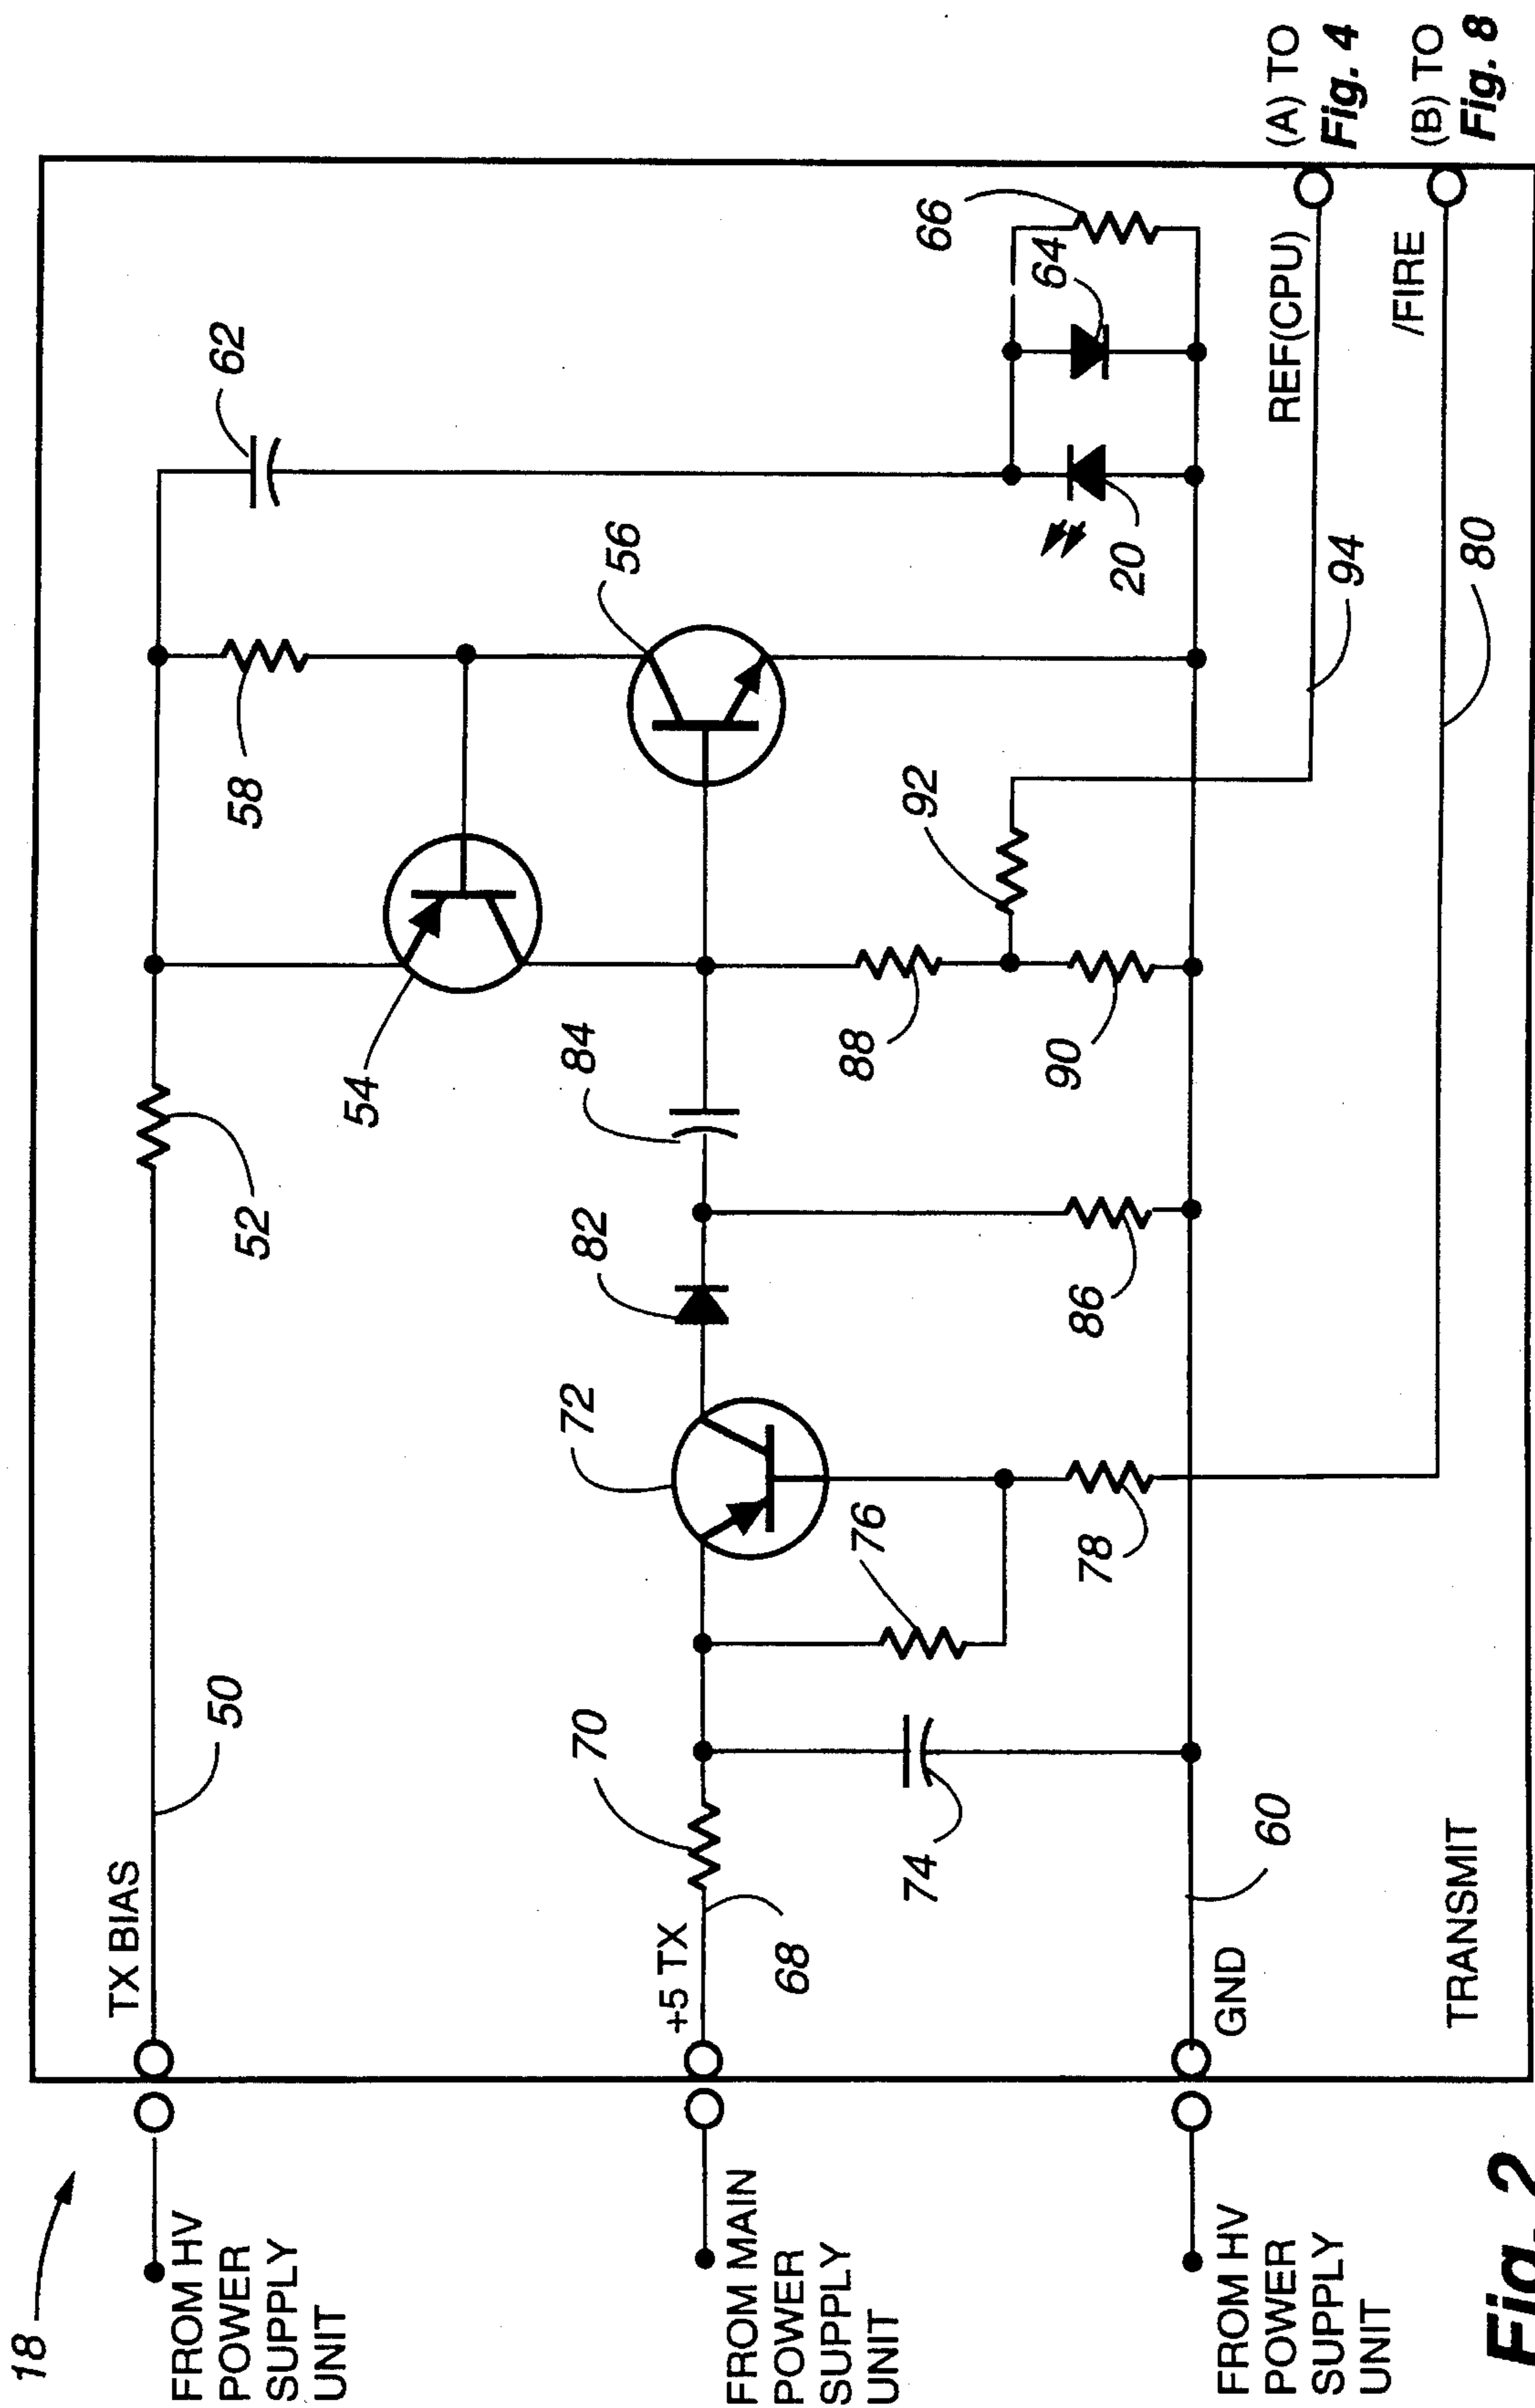 18
FROM HV
POWER
SUPPLY
UNIT
TX BIAS
50
52
54
58
62
56
FROM MAIN
POWER
SUPPLY
UNIT
+5 TX
68
70
72
74
76
78
82
84
86
88
90
92
20
64
66
FROM HV
POWER
SUPPLY
UNIT
GND
60
TRANSMIT
REF(CPU)
94
/FIRE
80
(A) TO
Fig. 4
(B) TO
Fig. 8
Fig. 2